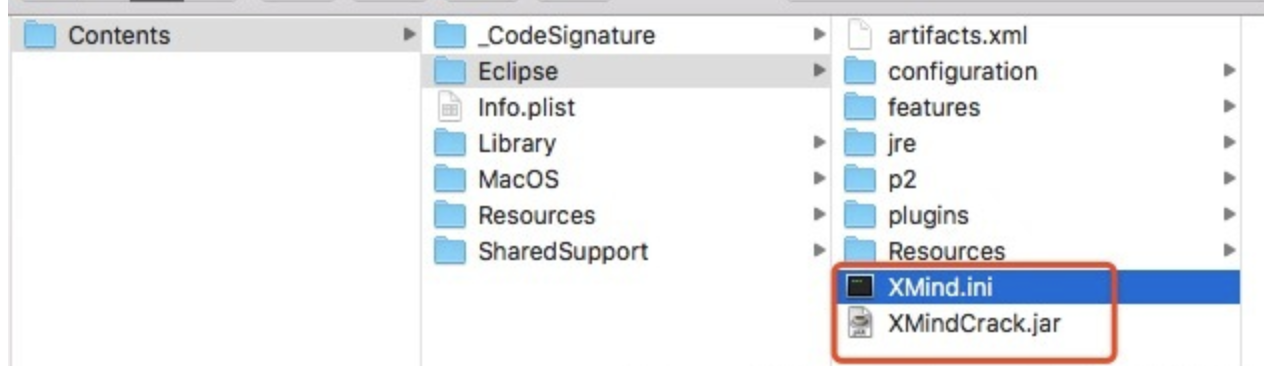 Contents
_CodeSignature
Eclipse
Info.plist
Library
MacOS
Resources
SharedSupport
artifacts.xml
configuration
features
jre
p2
plugins
Resources
XMind.ini
XMindCrack.jar